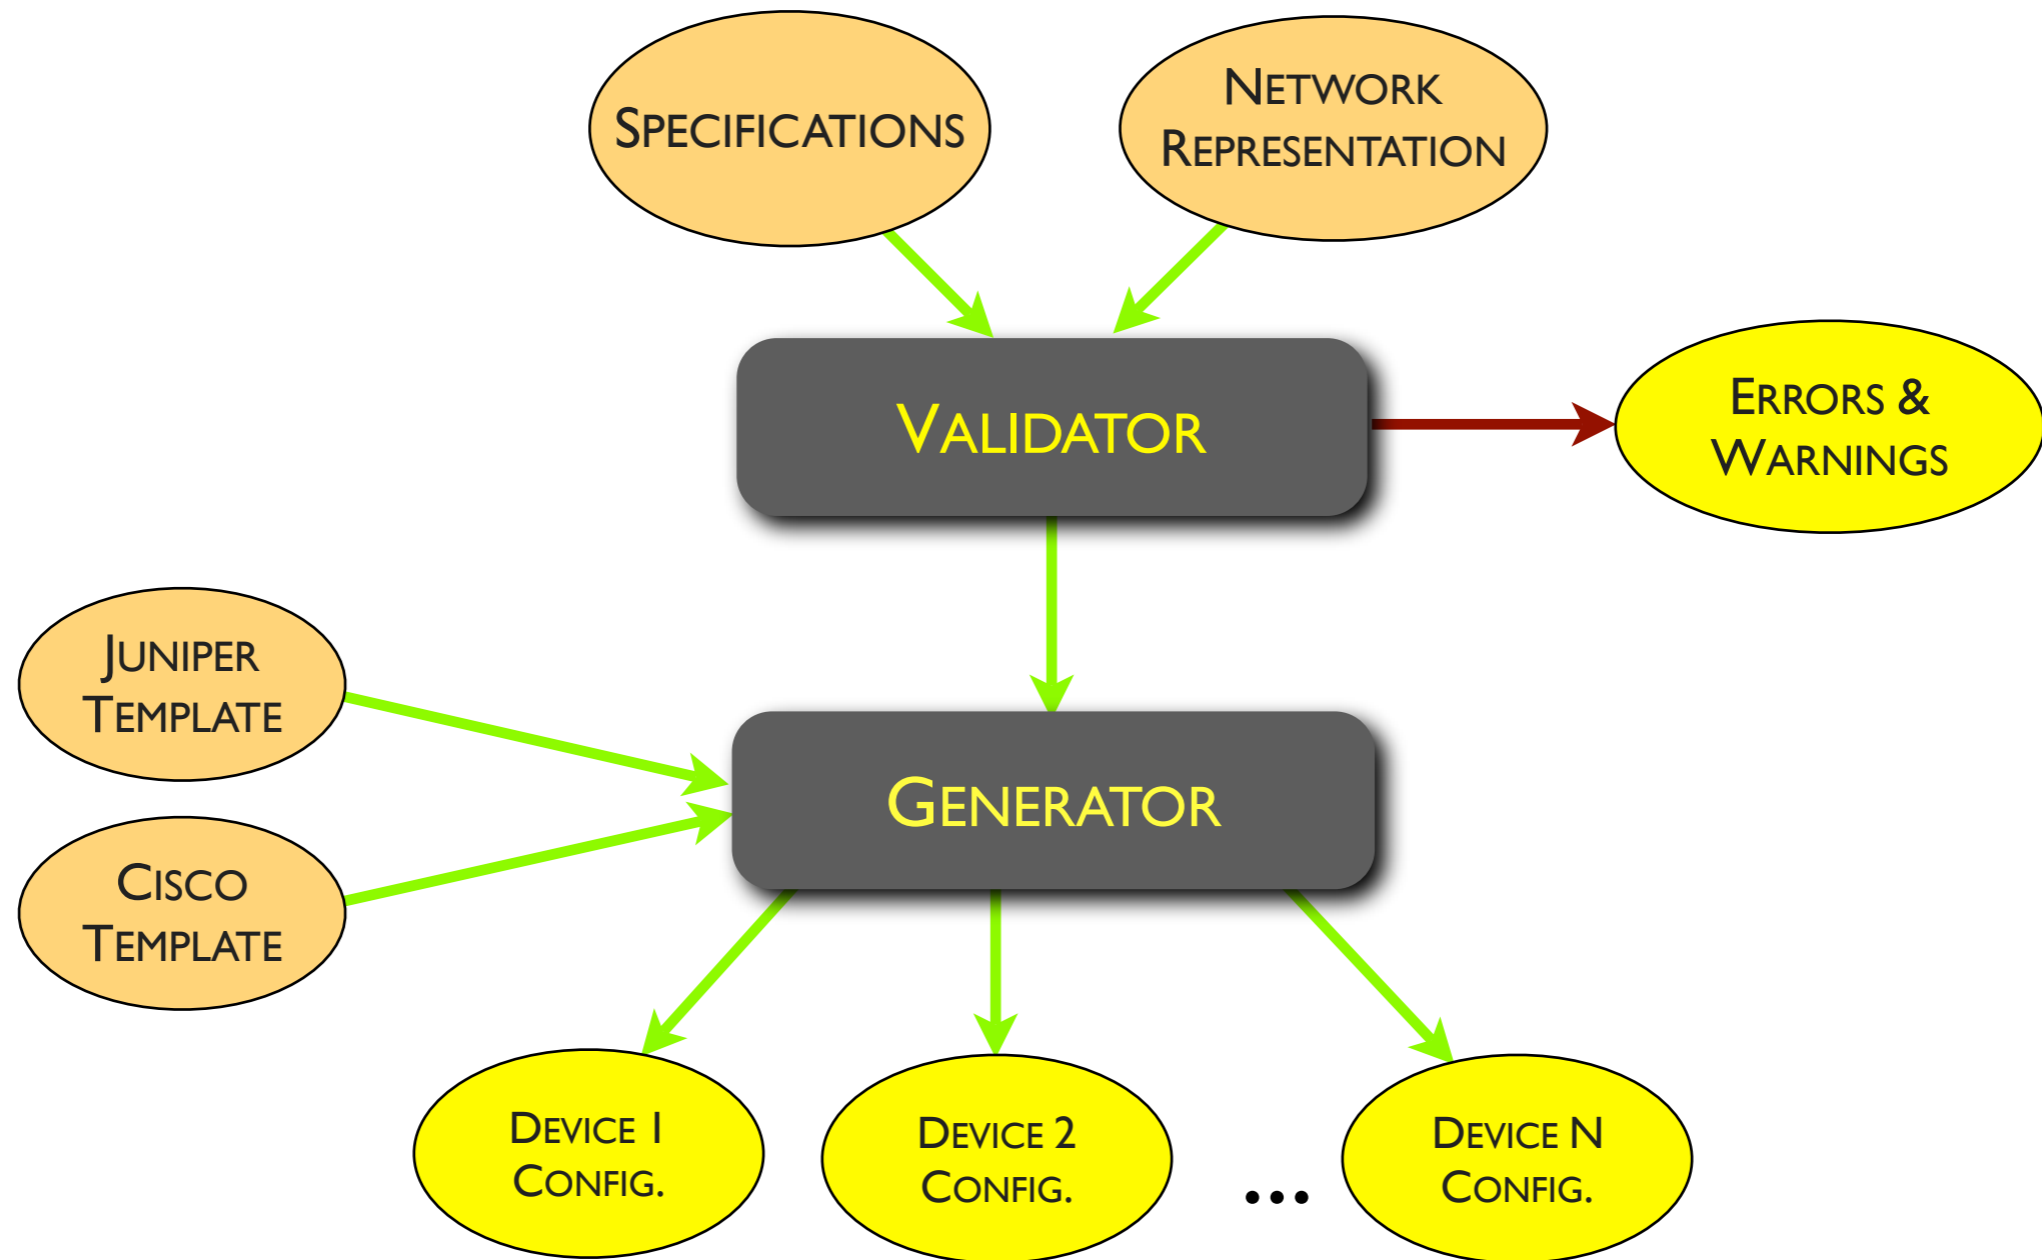 SPECIFICATIONS
NETWORK
REPRESENTATION
VALIDATOR
ERRORS &
WARNINGS
JUNIPER
TEMPLATE
GENERATOR
CISCO
TEMPLATE
DEVICE 1
CONFIG.
DEVICE 2
CONFIG.
...
DEVICE N
CONFIG.